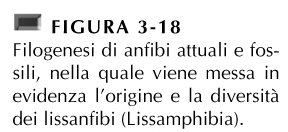 FIGURA 3-18
Filogenesi di anfibi attuali e fos-
sili, nella quale viene messa in
evidenza l'origine e la diversità
dei lissanfibi (Lissamphibia).